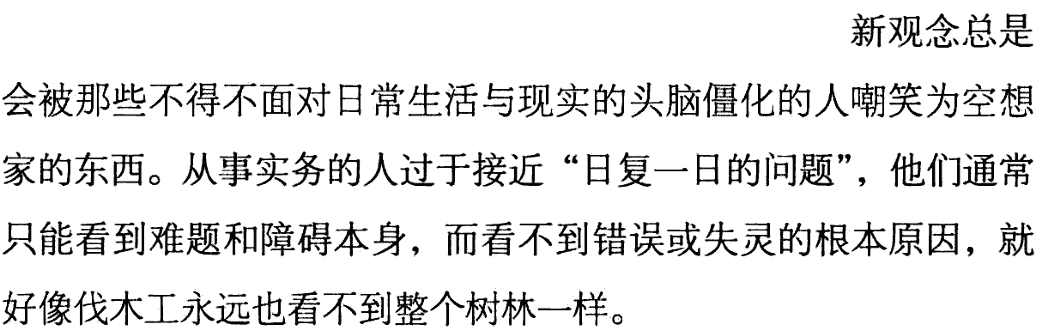 新观念总是
会被那些不得不面对日常生活与现实的头脑僵化的人嘲笑为空想
家的东西。从事实务的人过于接近“日复一日的问题”，他们通常
只能看到难题和障碍本身，而看不到错误或失灵的根本原因，就
好像伐木工永远也看不到整个树林一样。